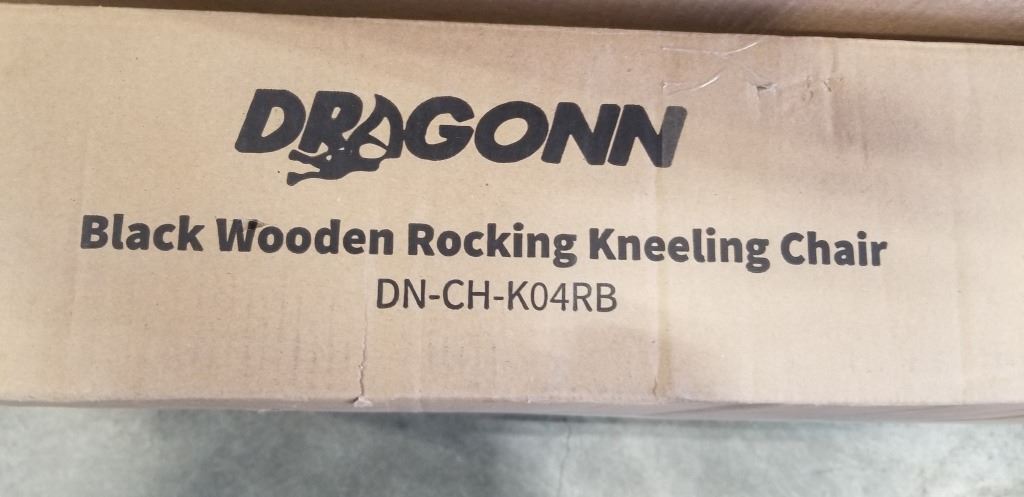 DRAGONN
Black Wooden Rocking Kneeling Chair
DN-CH-K04RB